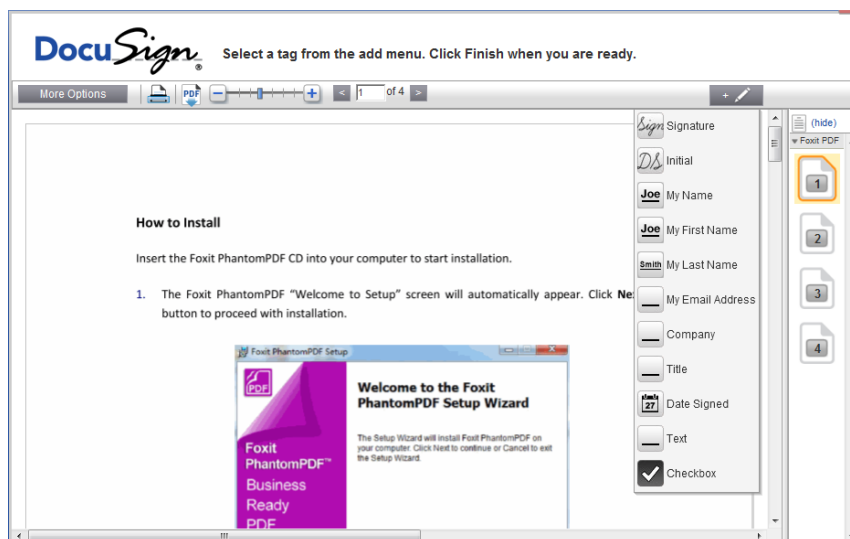 DocuSign®
Select a tag from the add menu. Click Finish when you are ready.
More Options
PDF
1
of 4
Sign Signature
DS Initial
Joe My Name
Joe My First Name
Smith My Last Name
My Email Address
Company
Title
27 Date Signed
Text
Checkbox
(hide)
Foxit PDF
1
2
3
4
How to Install
Insert the Foxit PhantomPDF CD into your computer to start installation.
1. The Foxit PhantomPDF “Welcome to Setup” screen will automatically appear. Click Ne
button to proceed with installation.
Foxit PhantomPDF Setup
PDF
Welcome to the Foxit
PhantomPDF Setup Wizard
The Setup Wizard will install Foxit PhantomPDF on
your computer. Click Next to continue or Cancel to exit
the Setup Wizard.
Foxit
PhantomPDF™
Business
Ready
PDF